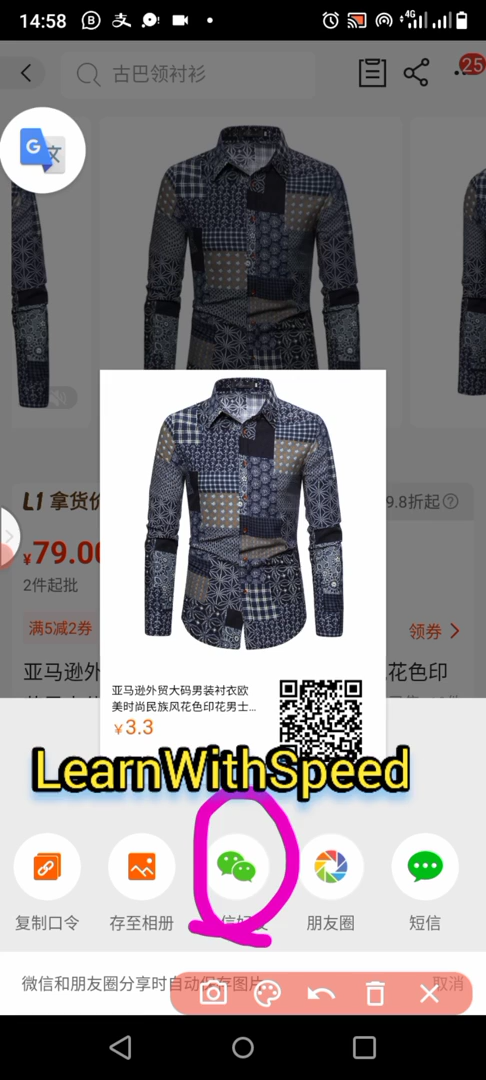 14:58
4G
古巴领衬衫
25
L1 拿货价
9.8折起
¥79.00
2件起批
满5减2券
领券
亚马逊外
花色印
亚马逊外贸大码男装衬衣欧
美时尚民族风花色印花男士...
¥3.3
LearnWithSpeed
复制口令
存至相册
信好友
朋友圈
短信
微信和朋友圈分享时自动保存图片
取消